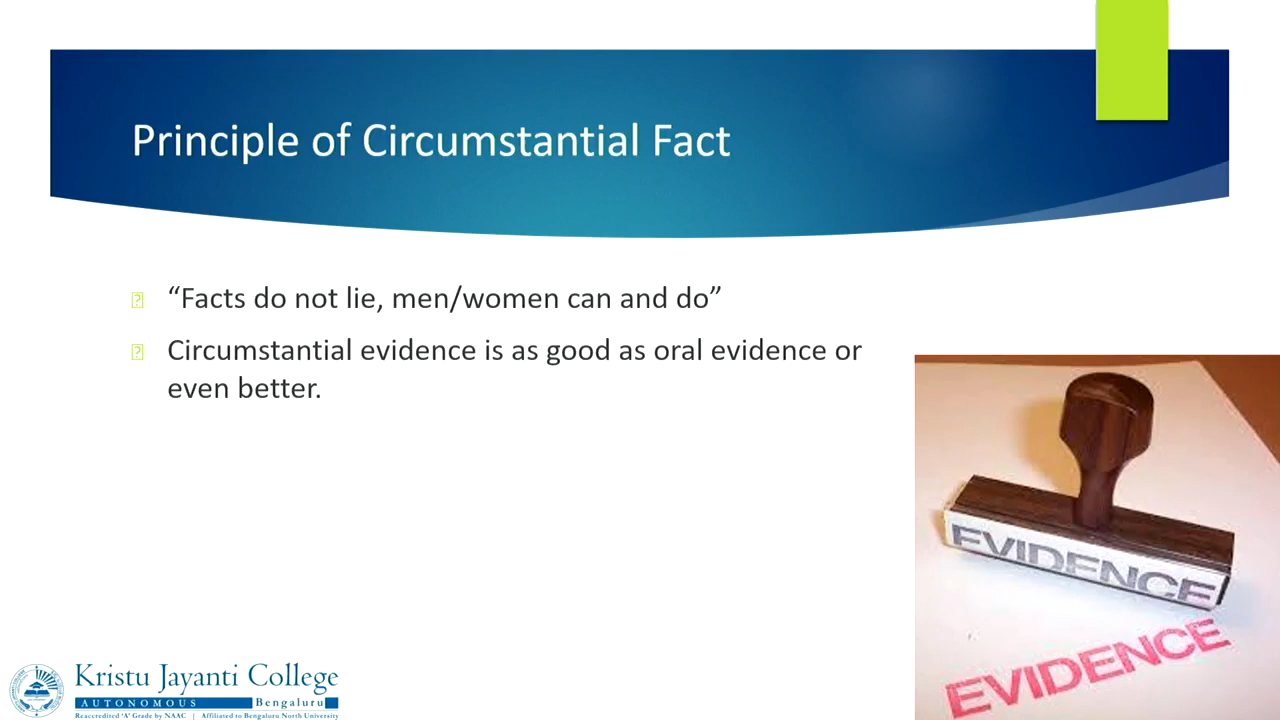 Principle of Circumstantial Fact
“Facts do not lie, men/women can and do”
Circumstantial evidence is as good as oral evidence or
even better.
EVIDENCE
EVIDENCE
Kristu Jayanti College
AUTONOMOUS Bengaluru
Reaccredited 'A' Grade by NAAC | Affiliated to Bengaluru North University